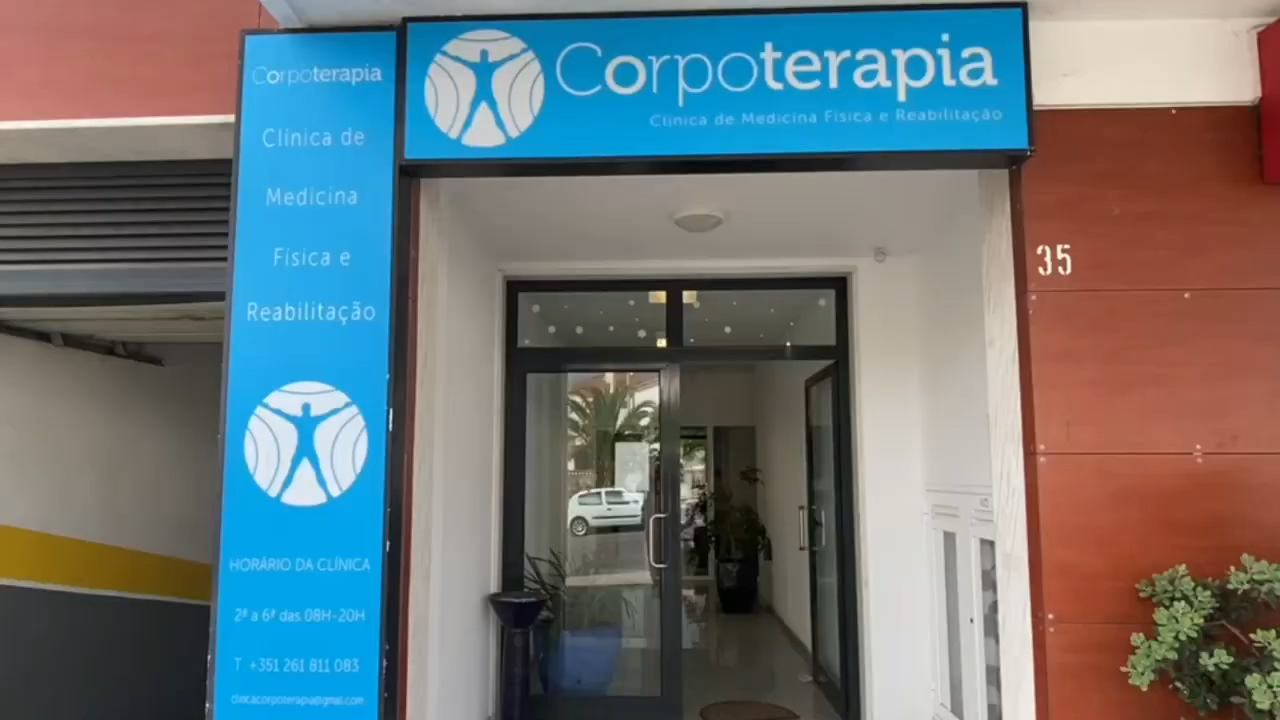 Corpoterapia
Clínica de
Medicina
Física e
Reabilitação
HORÁRIO DA CLÍNICA
2ª a 6ª das 08H-20H
T +351 261 811 083
clinicacorpoterapia@gmail.com
Corpoterapia
Clínica de Medicina Física e Reabilitação
35